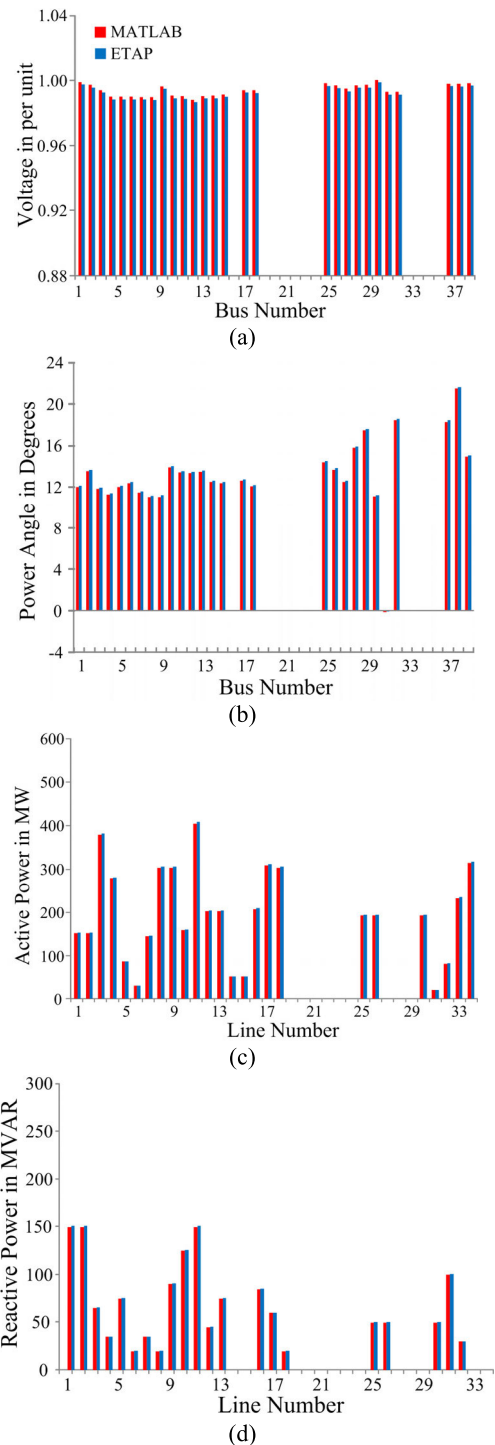 1.04
MATLAB
ETAP
1.00
0.96
0.92
0.88
Voltage in per unit
1 5 9 13 17 21 25 29 33 37
Bus Number
(a)
24
20
16
12
8
4
0
-4
Power Angle in Degrees
1 5 9 13 17 21 25 29 33 37
Bus Number
(b)
600
500
400
300
200
100
0
Active Power in MW
1 5 9 13 17 21 25 29 33
Line Number
(c)
300
250
200
150
100
50
0
Reactive Power in MVAR
1 5 9 13 17 21 25 29 33
Line Number
(d)